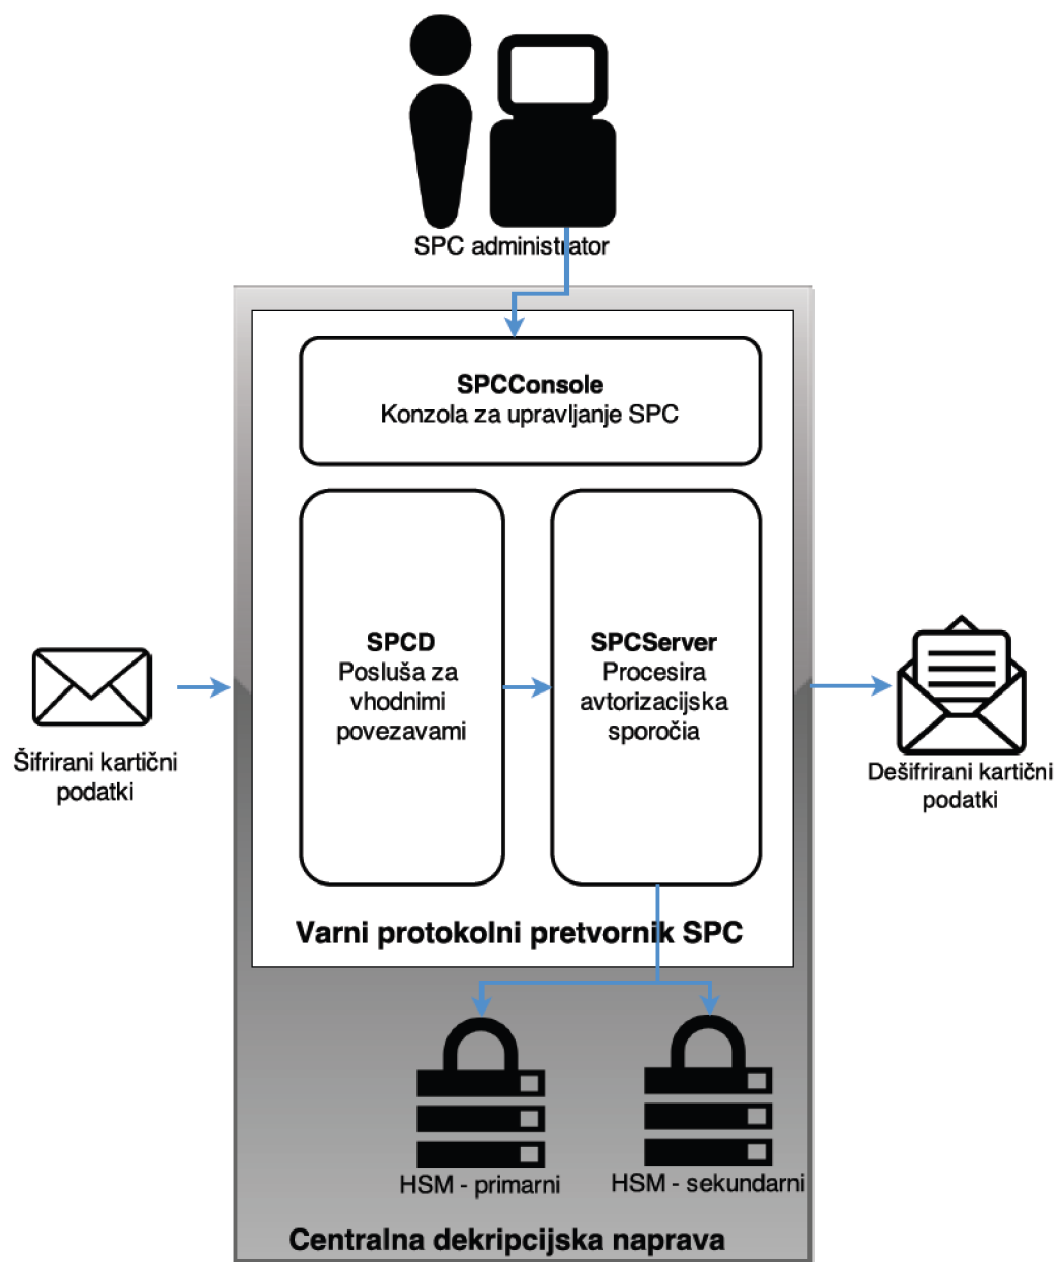 SPC administrator
SPCConsole
Konzola za upravljanje SPC
SPCD
Posluša za
vhodnimi
povezavami
SPCServer
Procesira
avtorizacijska
sporočia
Šifrirani kartični
podatki
Dešifrirani kartični
podatki
Varni protokolni pretvornik SPC
HSM - primarni
HSM - sekundarni
Centralna dekripcijska naprava